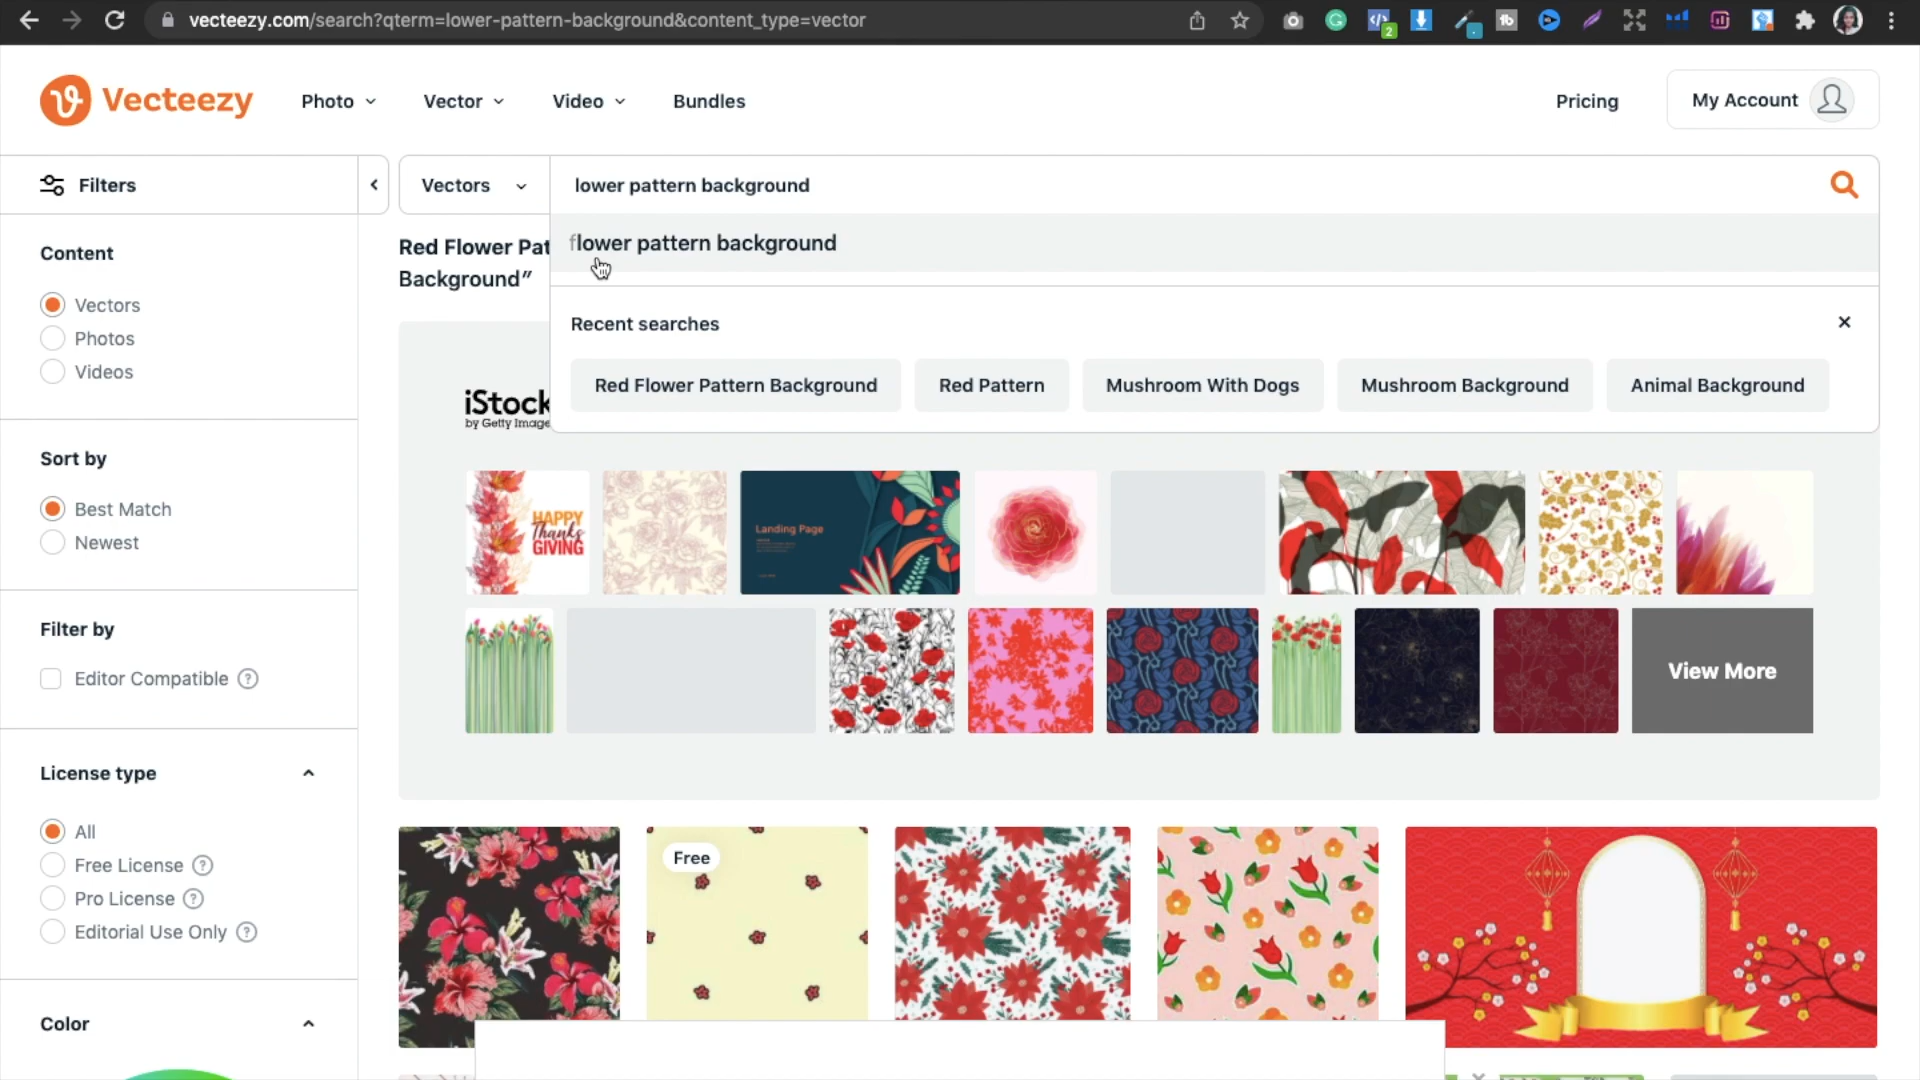 vecteezy.com/search?qterm=lower-pattern-background&content_type=vector
2
Vecteezy
Photo
Vector
Video
Bundles
Pricing
My Account
Filters
Vectors
lower pattern background
flower pattern background
Red Flower Pat
Background”
Content
Vectors
Photos
Videos
Recent searches
Red Flower Pattern Background
Red Pattern
Mushroom With Dogs
Mushroom Background
Animal Background
iStock
by Getty Image
Sort by
Best Match
Newest
HAPPY
Thanks
GIVING
Landing Page
Filter by
Editor Compatible ?
View More
License type
All
Free License ?
Pro License ?
Editorial Use Only ?
Free
Color